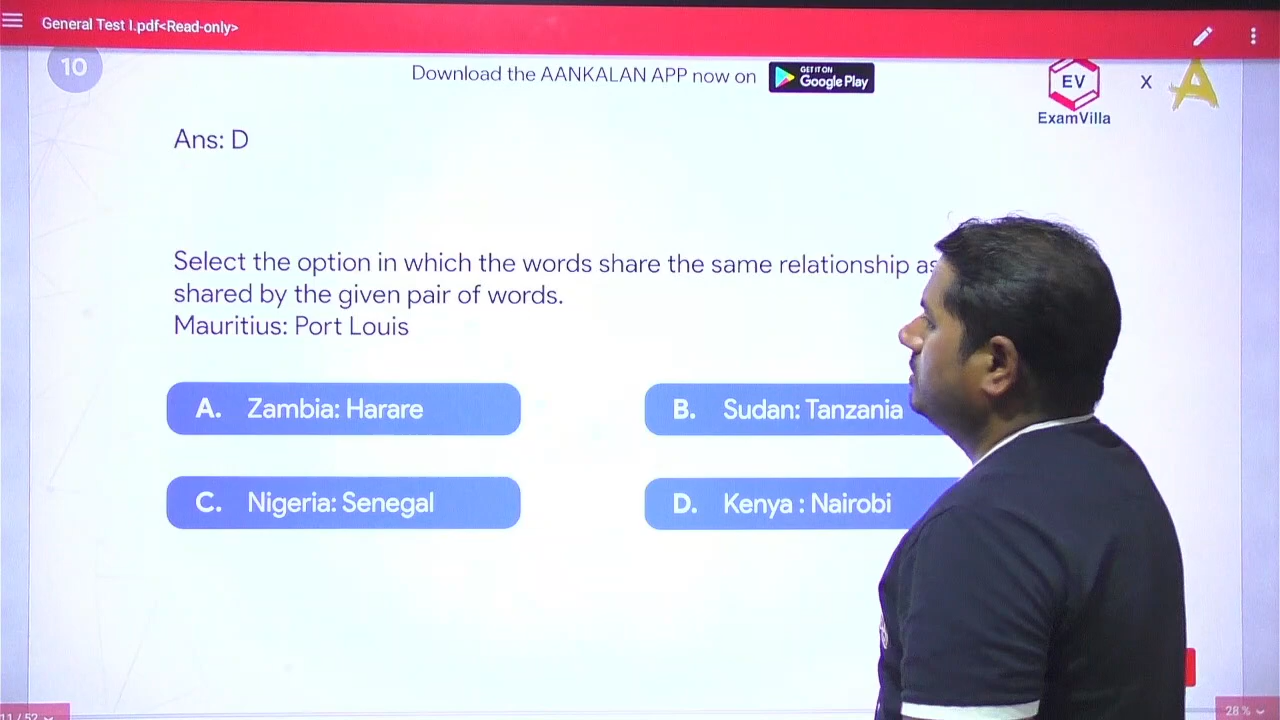 General Test I.pdf<Read-only>
10
Download the AANKALAN APP now on
GET IT ON
Google Play
EV
X
A
ExamVilla
Ans: D
Select the option in which the words share the same relationship as
shared by the given pair of words.
Mauritius: Port Louis
A. Zambia: Harare
B. Sudan: Tanzania
C. Nigeria: Senegal
D. Kenya : Nairobi
11 / 52
28 %